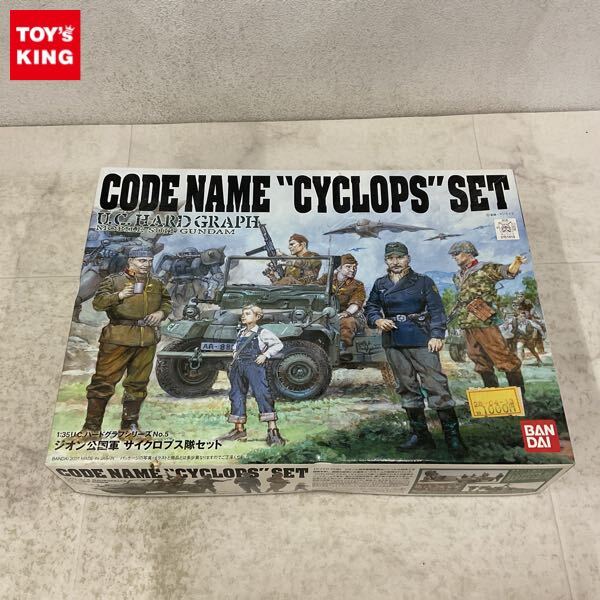 TOY's
KING
CODE NAME "CYCLOPS" SET
U.C. HARD GRAPH
MOBILE SUIT GUNDAM
1:35 U.C.ハードグラフシリーズ No.5
ジオン公国軍 サイクロプス隊セット
BAN
DAI
CODE NAME "CYCLOPS" SET